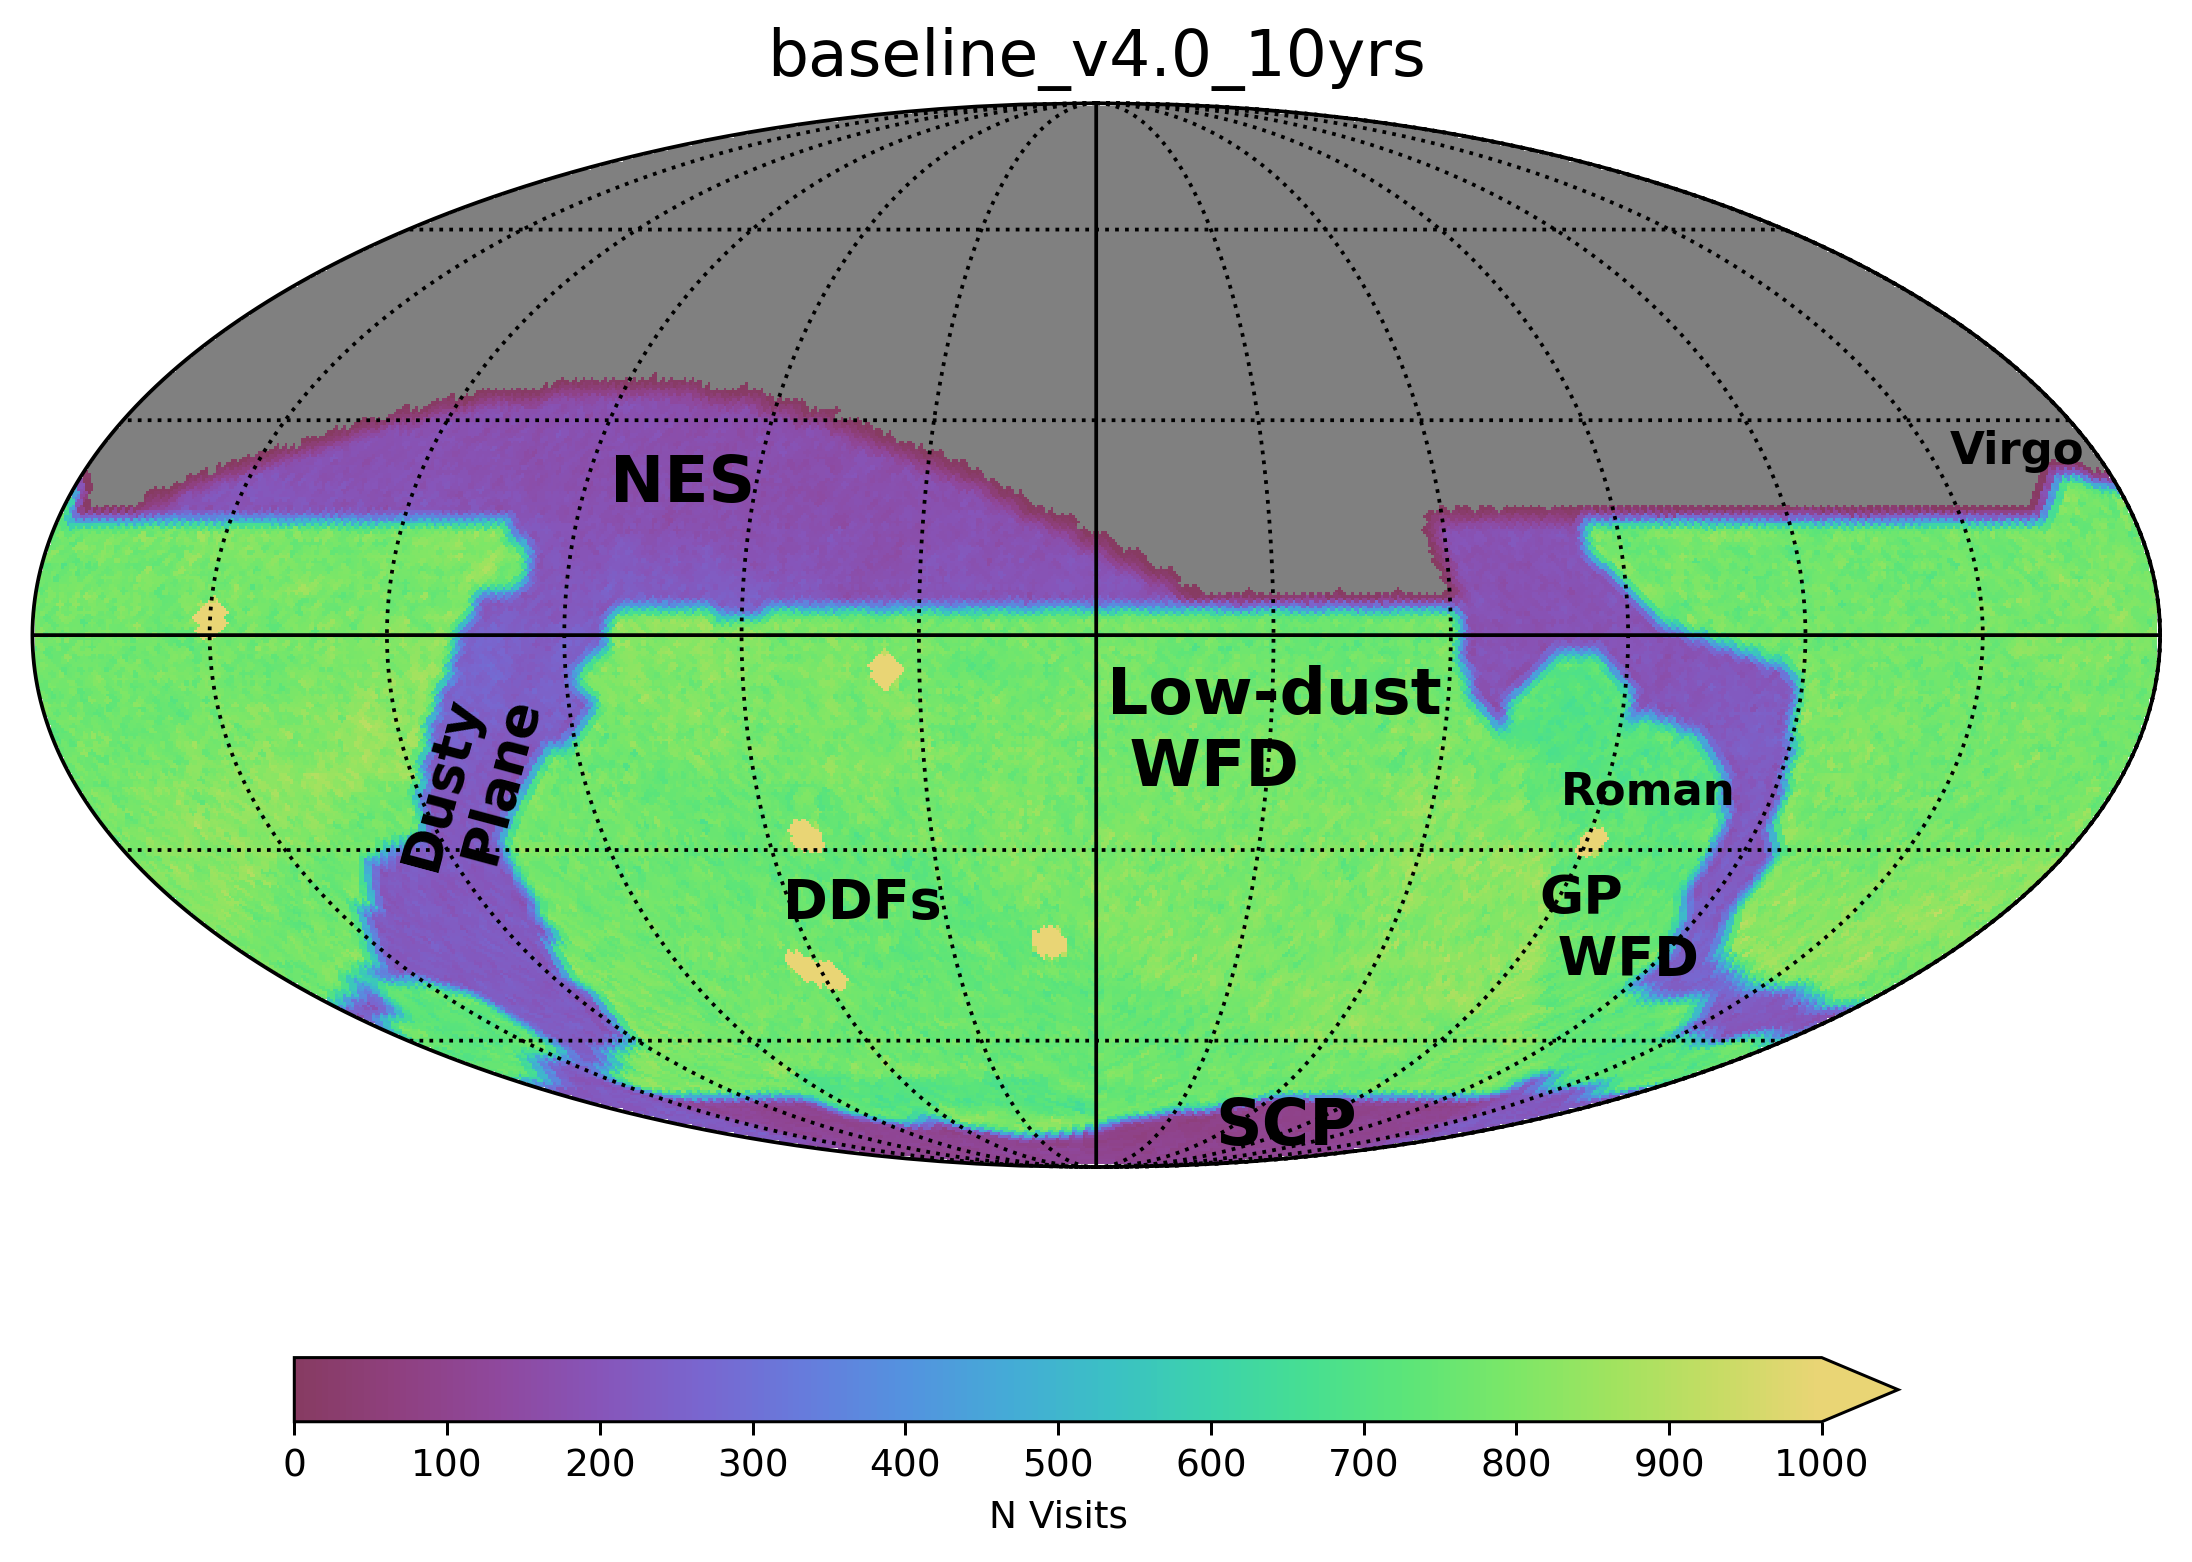 baseline_v4.0_10yrs
Virgo
NES
Low-dust
WFD
Dusty
Plane
Roman
DDFs
GP
WFD
SCP
0 100 200 300 400 500 600 700 800 900 1000
N Visits